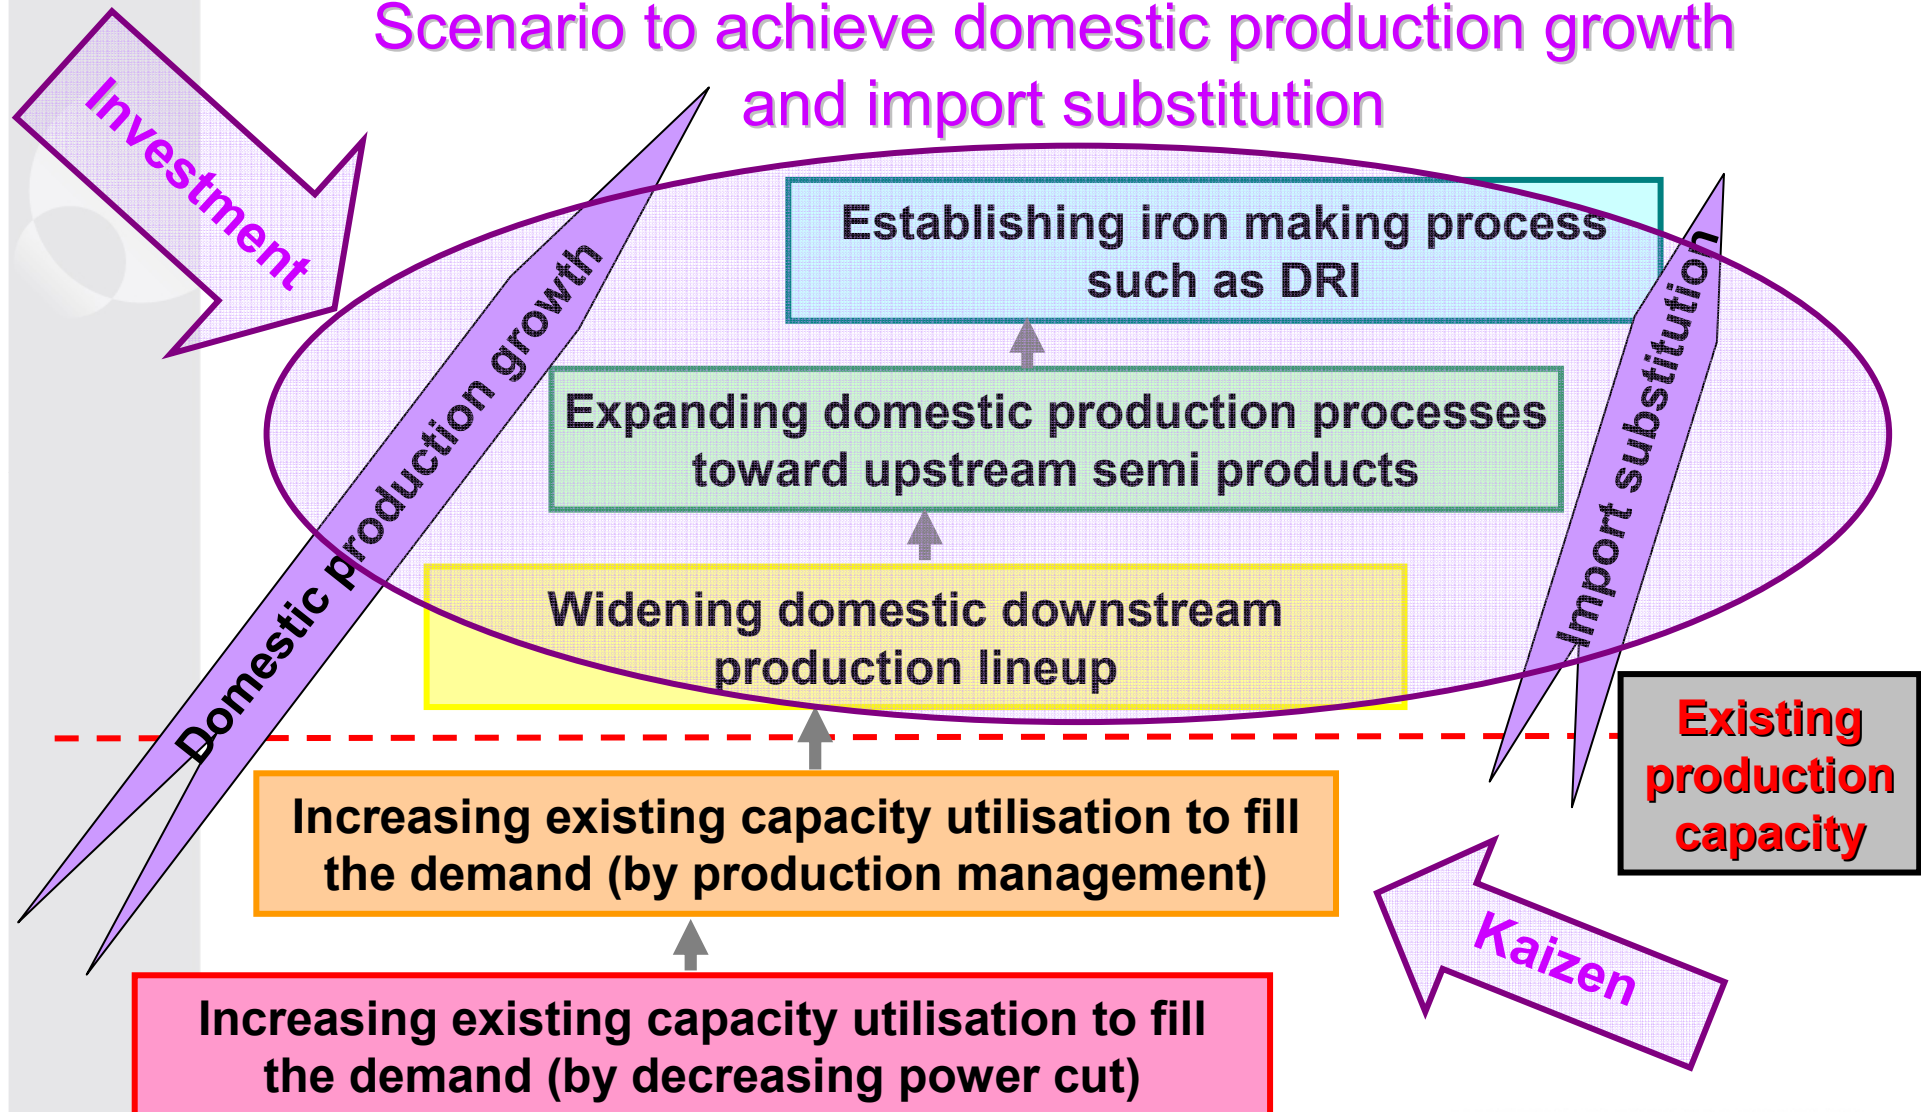 Scenario to achieve domestic production growth
and import substitution
Investment
Establishing iron making process
such as DRI
Domestic production growth
Import substitution
Expanding domestic production processes
toward upstream semi products
Widening domestic downstream
production lineup
Existing
production
capacity
Increasing existing capacity utilisation to fill
the demand (by production management)
Kaizen
Increasing existing capacity utilisation to fill
the demand (by decreasing power cut)